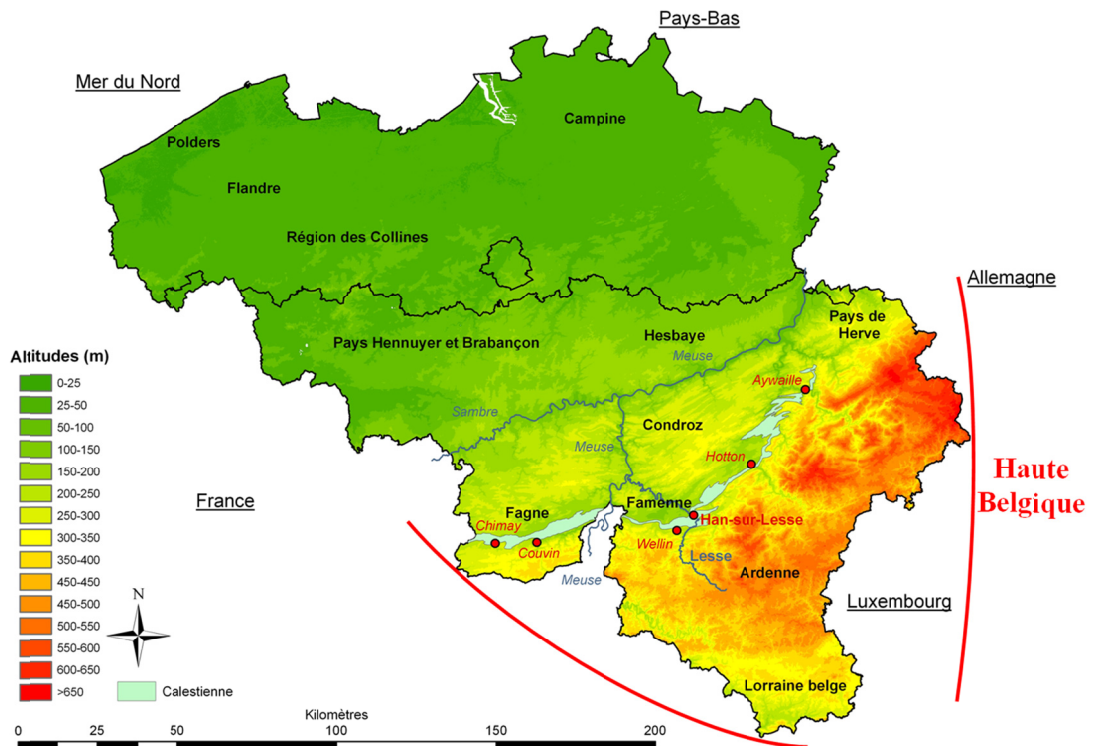 Pays-Bas
Mer du Nord
Campine
Polders
Flandre
Région des Collines
Allemagne
Pays de
Herve
Hesbaye
Pays Hennuyer et Brabançon
Meuse
Altitudes (m)
0-25
25-50
50-100
100-150
150-200
200-250
250-300
300-350
350-400
450-450
450-500
500-550
550-600
600-650
>650
Calestienne
Aywaille
Sambre
Condroz
Meuse
Hotton
Haute
Belgique
France
Famenne
Fagne
Han-sur-Lesse
Chimay
Couvin
Wellin
Lesse
Meuse
Ardenne
N
Luxembourg
Lorraine belge
Kilomètres
0 25 50 100 150 200